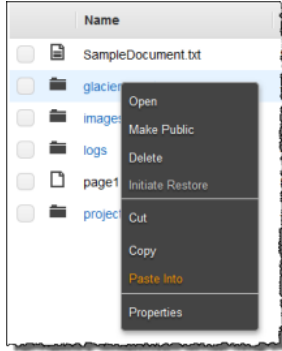 Name
SampleDocument.txt
glacier
Open
Make Public
images
Delete
logs
Initiate Restore
page1
Cut
project
Copy
Paste Into
Properties